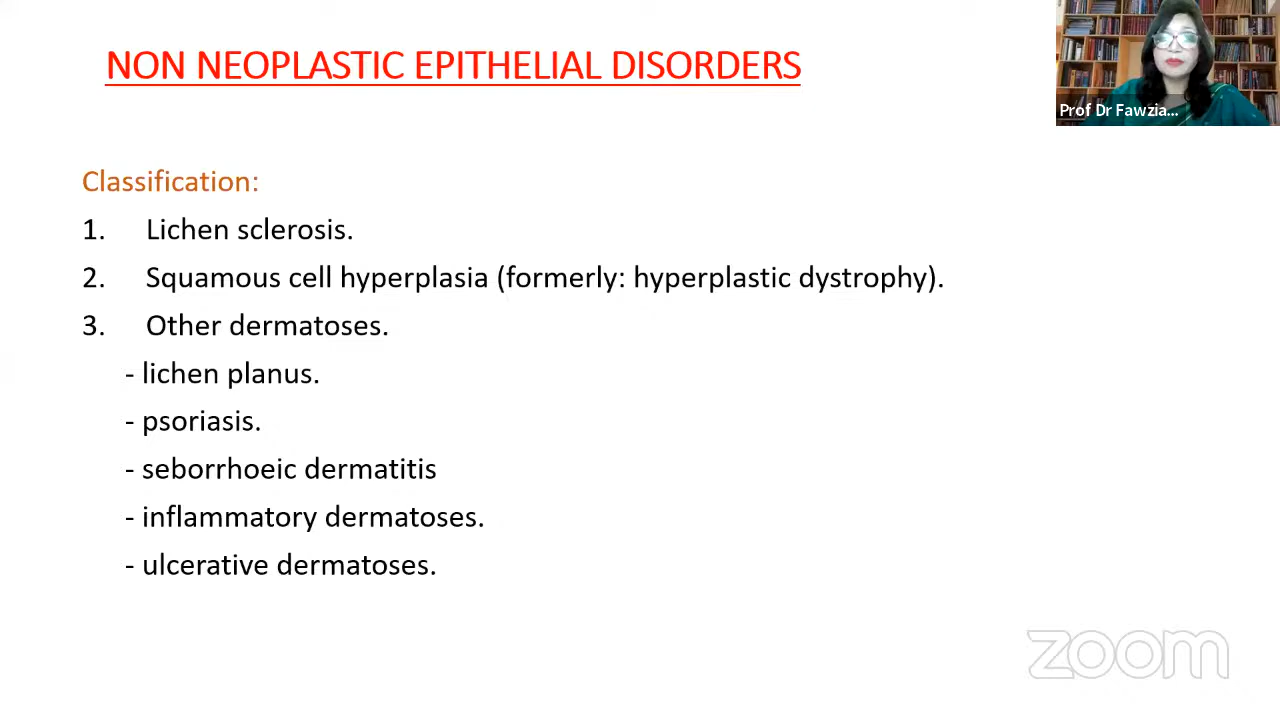 NON NEOPLASTIC EPITHELIAL DISORDERS
Prof Dr Fawzia...
Classification:
1. Lichen sclerosis.
2. Squamous cell hyperplasia (formerly: hyperplastic dystrophy).
3. Other dermatoses.
- lichen planus.
- psoriasis.
- seborrhoeic dermatitis
- inflammatory dermatoses.
- ulcerative dermatoses.
zoom